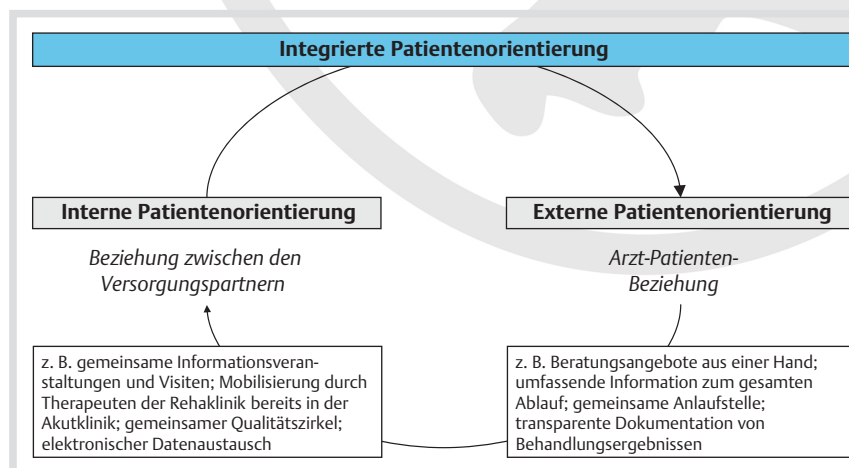 Integrierte Patientenorientierung
Interne Patientenorientierung
Beziehung zwischen den
Versorgungspartnern
z. B. gemeinsame Informationsveran-
staltungen und Visiten; Mobilisierung durch
Therapeuten der Rehaklinik bereits in der
Akutklinik; gemeinsamer Qualitätszirkel;
elektronischer Datenaustausch
Externe Patientenorientierung
Arzt-Patienten-
Beziehung
z. B. Beratungsangebote aus einer Hand;
umfassende Information zum gesamten
Ablauf; gemeinsame Anlaufstelle;
transparente Dokumentation von
Behandlungsergebnissen